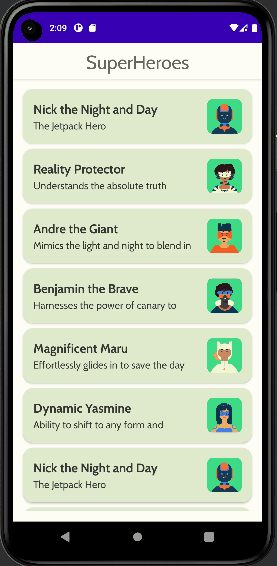 2:09
SuperHeroes
Nick the Night and Day
The Jetpack Hero
Reality Protector
Understands the absolute truth
Andre the Giant
Mimics the light and night to blend in
Benjamin the Brave
Harnesses the power of canary to
Magnificent Maru
Effortlessly glides in to save the day
Dynamic Yasmine
Ability to shift to any form and
Nick the Night and Day
The Jetpack Hero